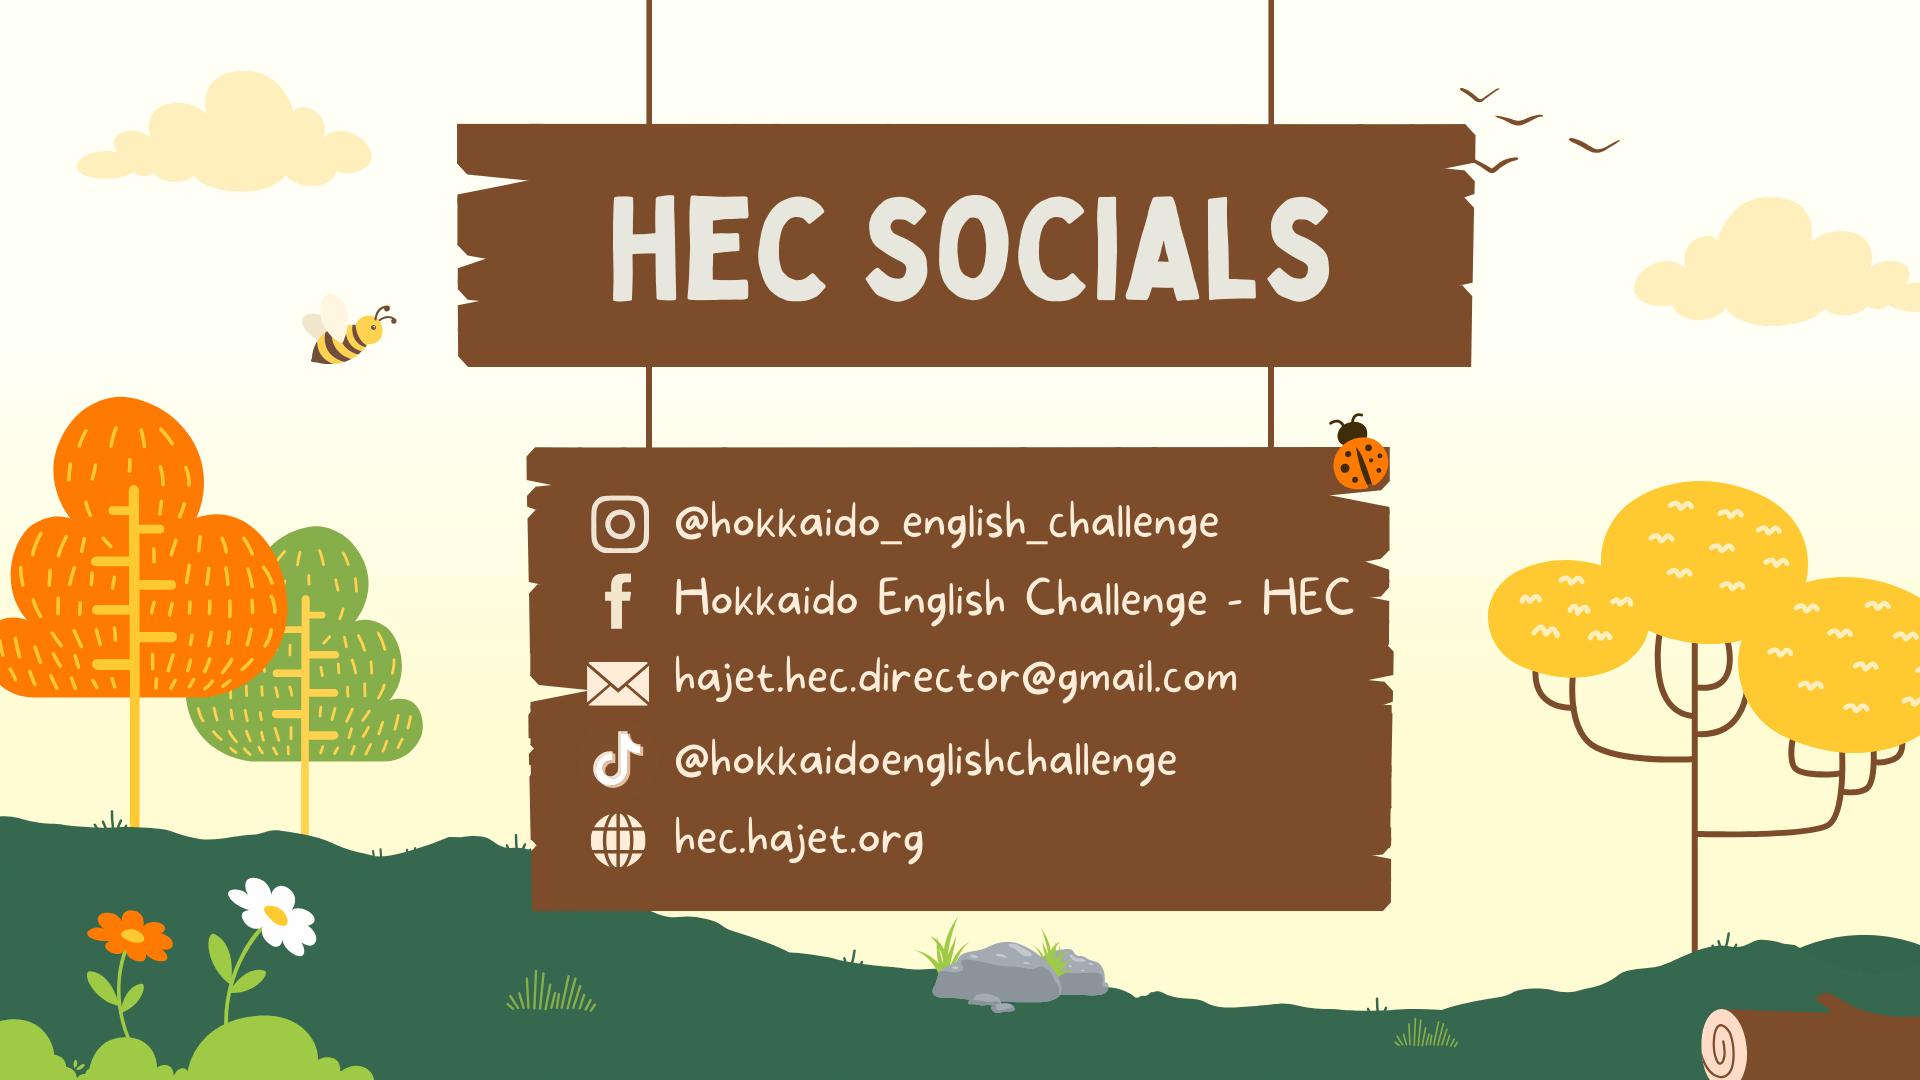 HEC SOCIALS
@hokkaido_english_challenge
Hokkaido English Challenge - HEC
hajet.hec.director@gmail.com
@hokkaidoenglishchallenge
hec.hajet.org